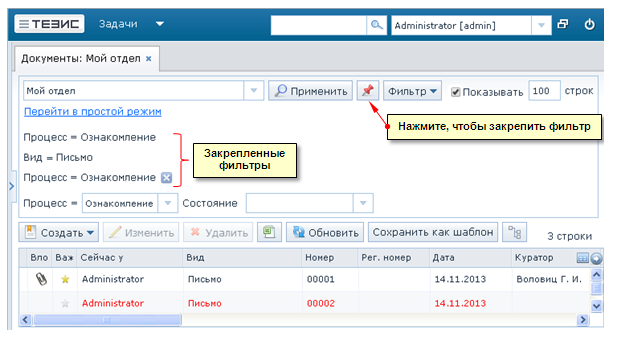 ТЕЗИС Задачи Administrator [admin]
Документы: Мой отдел ×
Мой отдел Применить Фильтр Показывать 100 строк
Перейти в простой режим
Нажмите, чтобы закрепить фильтр
Процесс = Ознакомление
Вид = Письмо
Закрепленные
фильтры
Процесс = Ознакомление
Процесс = Ознакомление Состояние
Создать Изменить Удалить Обновить Сохранить как шаблон 3 строки
Впо Важ Сейчас у Вид Номер Рег. номер Дата Куратор
Administrator Письмо 00001 14.11.2013 Воловиц Г. И.
Administrator Письмо 00002 14.11.2013